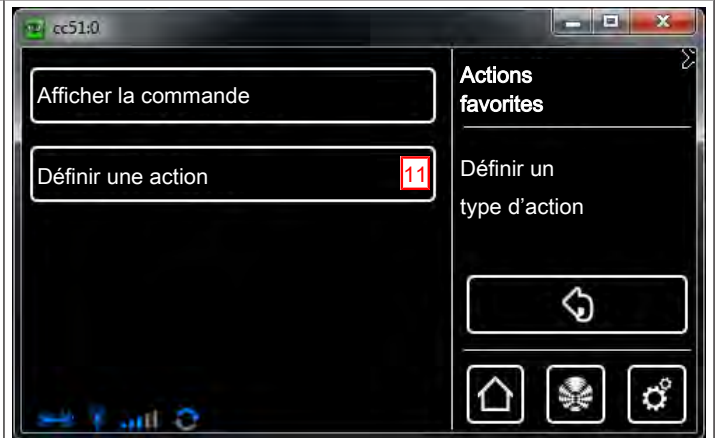 cc51:0
Afficher la commande
Définir une action
11
Actions
favorites
Définir un
type d'action